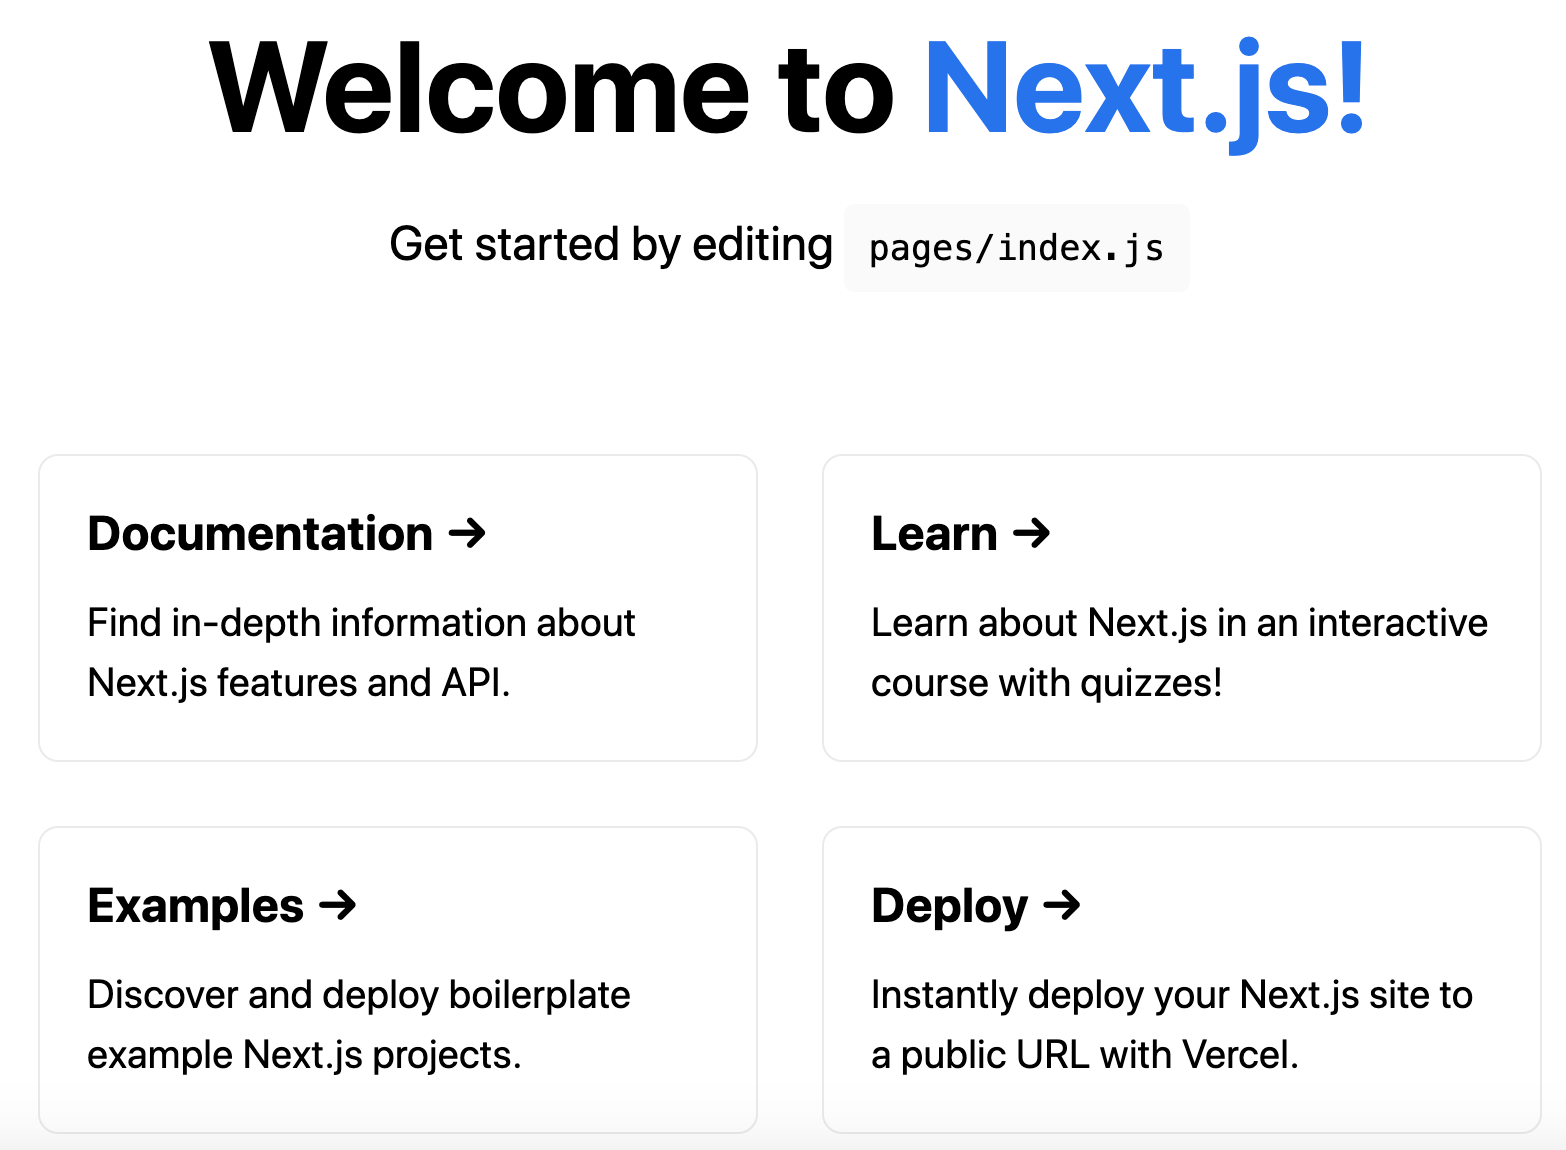 Welcome to Next.js!
Get started by editing pages/index.js
Documentation →
Find in-depth information about
Next.js features and API.
Learn →
Learn about Next.js in an interactive
course with quizzes!
Examples →
Discover and deploy boilerplate
example Next.js projects.
Deploy →
Instantly deploy your Next.js site to
a public URL with Vercel.